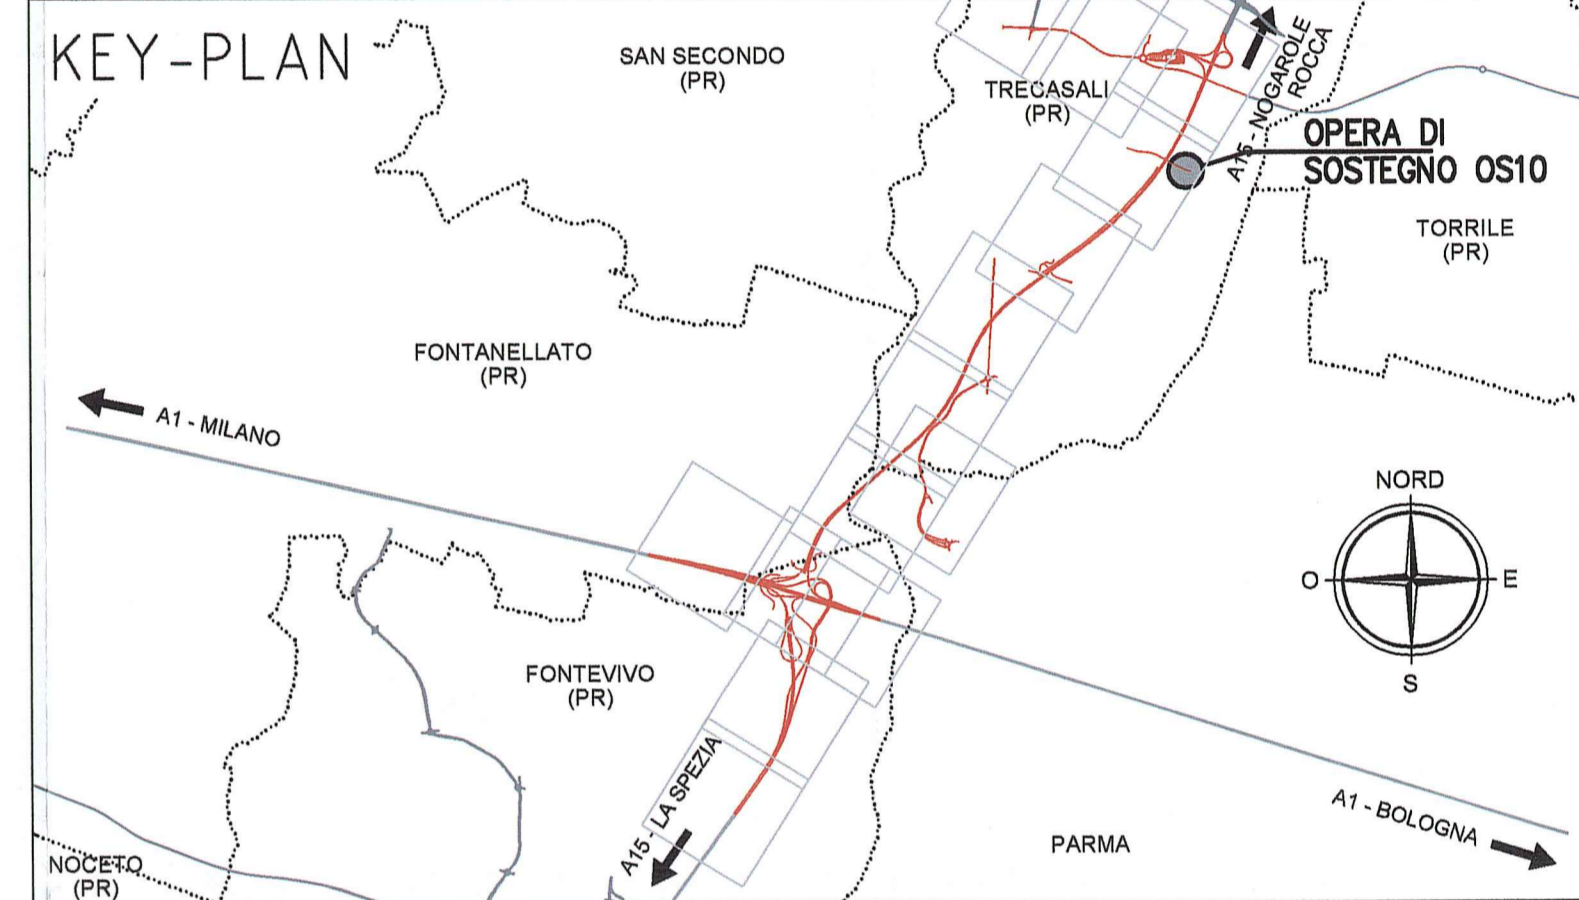 KEY-PLAN
SAN SECONDO
(PR)
TRECASALI
(PR)
A15 - NOGAROLE
ROCCA
OPERA DI
SOSTEGNO OS10
TORRILE
(PR)
FONTANELLATO
(PR)
A1 - MILANO
NORD
O
E
S
FONTEVIVO
(PR)
A15 - LA SPEZIA
A1 - BOLOGNA
PARMA
NOCETO
(PR)